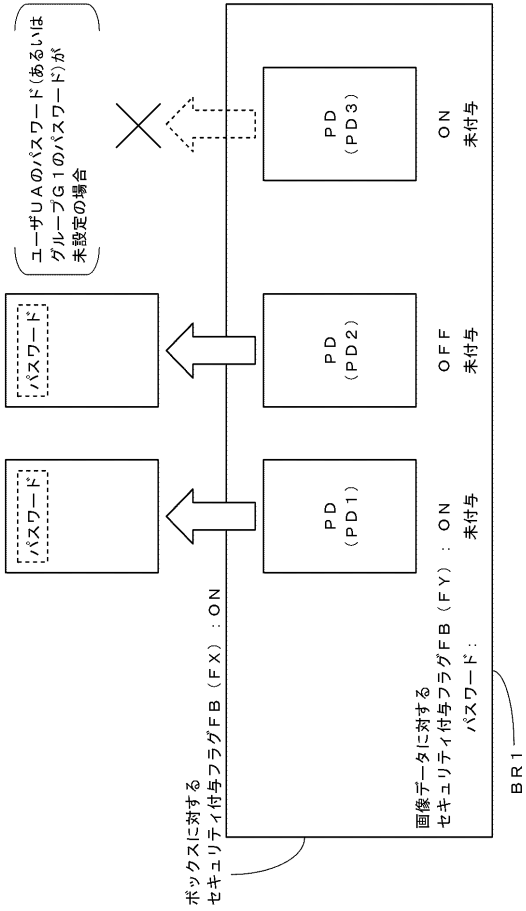 ボックスに対する
セキュリティ付与フラグFB(FX):ON
パスワード
パスワード
ユーザUAのパスワード(あるいは
グループG1のパスワード)が
未設定の場合
PD
(PD1)
PD
(PD2)
PD
(PD3)
画像データに対する
セキュリティ付与フラグFB(FY): ON
OFF
ON
パスワード: 未付与
未付与
未付与
BR1